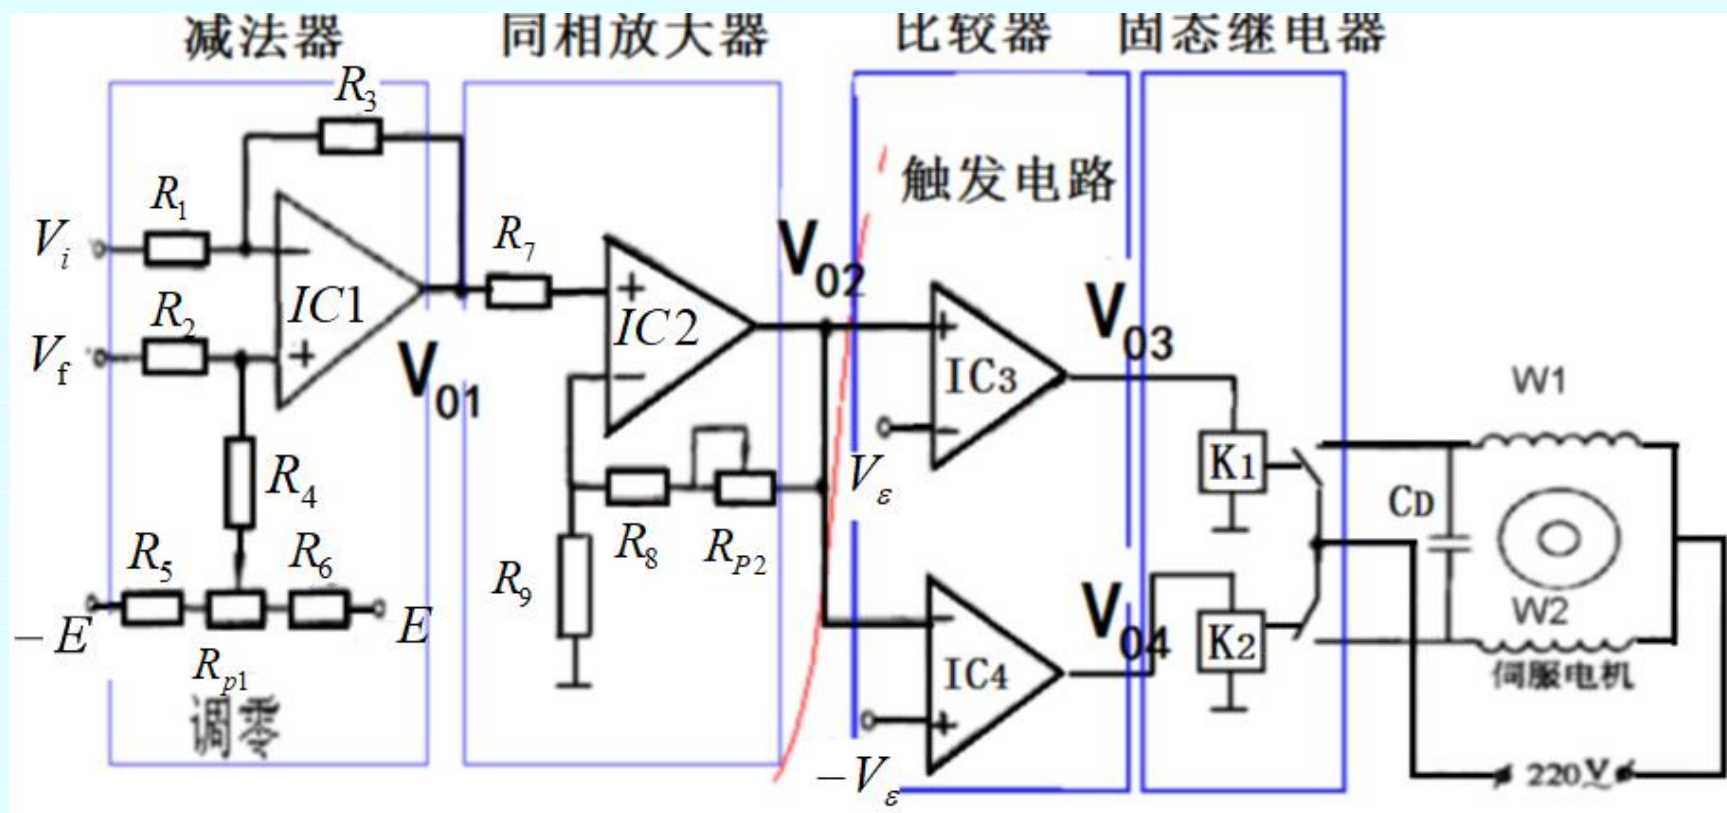 减法器
同相放大器
比较器
固态继电器
R3
R1
Vi
IC1
R2
Vf
V01
R4
R5
R6
-E
E
Rp1
调零
R7
IC2
V02
R8
RP2
R9
触发电路
IC3
V03
Vε
IC4
V04
-Vε
K1
K2
CD
W1
W2
伺服电机
220V~
+
−
+
−
+
−
−
+